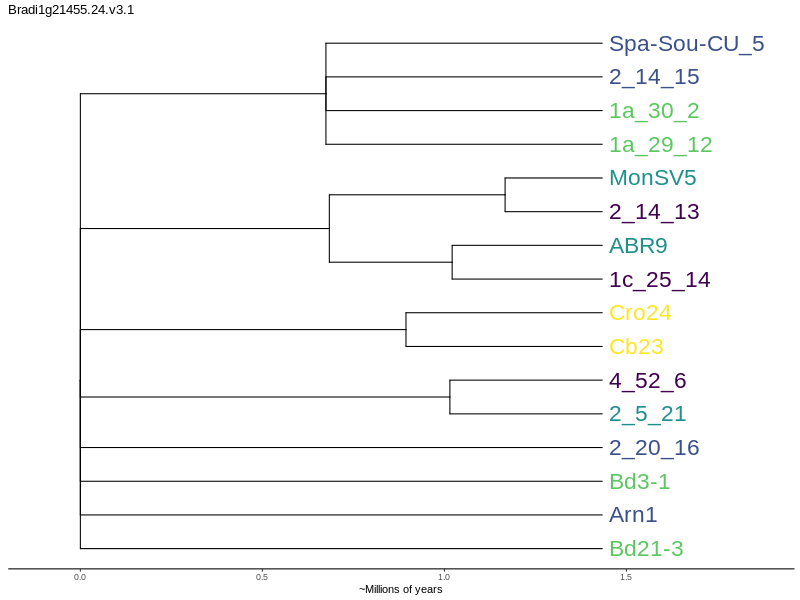 Bradi1g21455.24.v3.1
Spa-Sou-CU_5
2_14_15
1a_30_2
1a_29_12
MonSV5
2_14_13
ABR9
1c_25_14
Cro24
Cb23
4_52_6
2_5_21
2_20_16
Bd3-1
Arn1
Bd21-3
0.0 0.5 1.0 1.5
~Millions of years